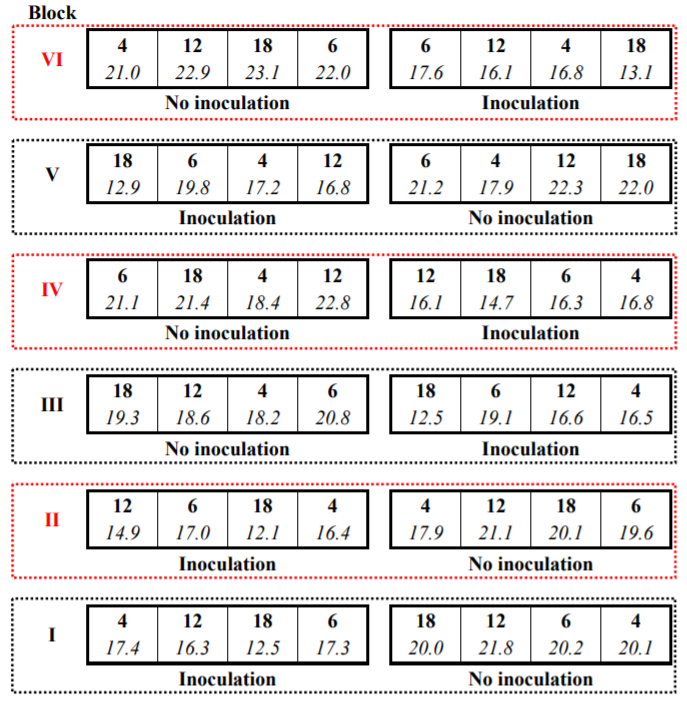 Block
VI
4 12 18 6 6 12 4 18
21.0 22.9 23.1 22.0 17.6 16.1 16.8 13.1
No inoculation Inoculation
V
18 6 4 12 6 4 12 18
12.9 19.8 17.2 16.8 21.2 17.9 22.3 22.0
Inoculation No inoculation
IV
6 18 4 12 12 18 6 4
21.1 21.4 18.4 22.8 16.1 14.7 16.3 16.8
No inoculation Inoculation
III
18 12 4 6 18 6 12 4
19.3 18.6 18.2 20.8 12.5 19.1 16.6 16.5
No inoculation Inoculation
II
12 6 18 4 4 12 18 6
14.9 17.0 12.1 16.4 17.9 21.1 20.1 19.6
Inoculation No inoculation
I
4 12 18 6 18 12 6 4
17.4 16.3 12.5 17.3 20.0 21.8 20.2 20.1
Inoculation No inoculation